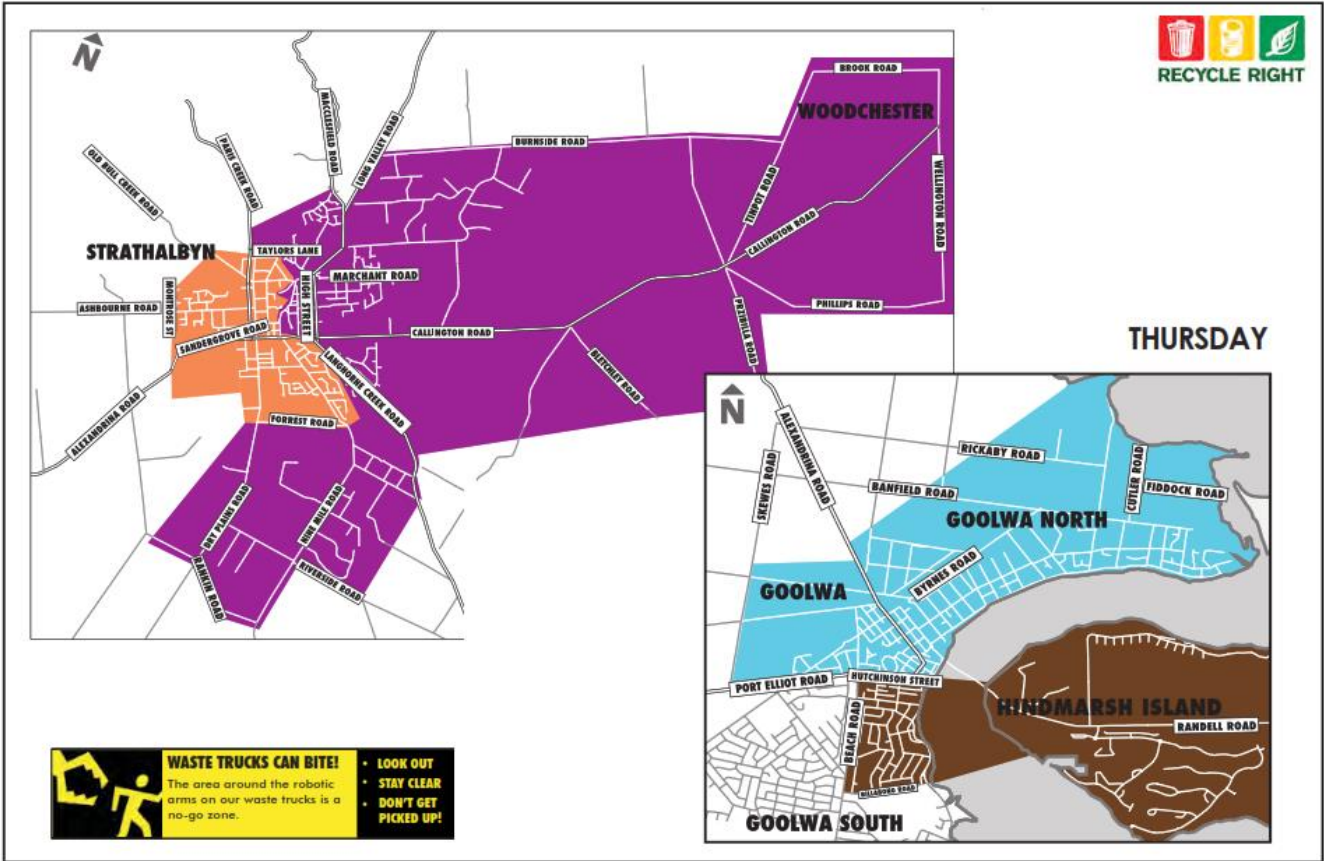 RECYCLE RIGHT
N
BROOK ROAD
WOODCHESTER
MACCLESFIELD ROAD
LONG VALLEY ROAD
BURNSIDE ROAD
PARIS CREEK ROAD
OLD BULL CREEK ROAD
TINPOT ROAD
WELLINGTON ROAD
CALLINGTON ROAD
STRATHALBYN
TAYLORS LANE
MARCHANT ROAD
HIGH STREET
MONTROSE ST
ASHBOURNE ROAD
PHILLIPS ROAD
SANDERGROVE ROAD
CALLINGTON ROAD
PRZIBILLA ROAD
LANGHORNE CREEK ROAD
BLETCHLEY ROAD
ALEXANDRINA ROAD
FORREST ROAD
DRY PLAINS ROAD
NINE MILE ROAD
RANKIN ROAD
RIVERSIDE ROAD
THURSDAY
N
ALEXANDRINA ROAD
SKEWES ROAD
RICKABY ROAD
CUTLER ROAD
BANFIELD ROAD
FIDDOCK ROAD
GOOLWA NORTH
BYRNES ROAD
GOOLWA
PORT ELLIOT ROAD
HUTCHINSON STREET
HINDMARSH ISLAND
BEACH ROAD
RANDELL ROAD
GOOLWA SOUTH
WASTE TRUCKS CAN BITE!
The area around the robotic
arms on our waste trucks is a
no-go zone.
• LOOK OUT
• STAY CLEAR
• DON'T GET
PICKED UP!